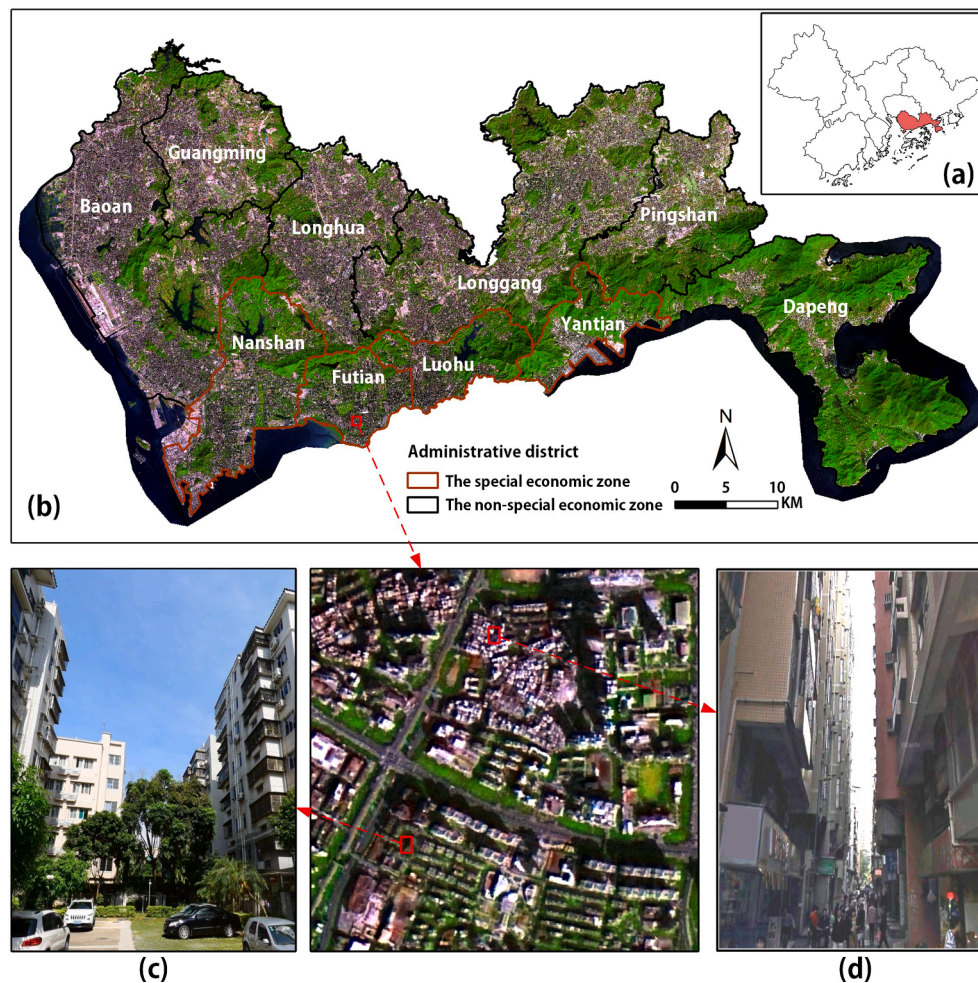 (a)
Guangming
Baoan
Longhua
Pingshan
Longgang
Dapeng
Yantian
Nanshan
Luohu
Futian
N
Administrative district
The special economic zone
The non-special economic zone
0 5 10
KM
(b)
(c)
(d)